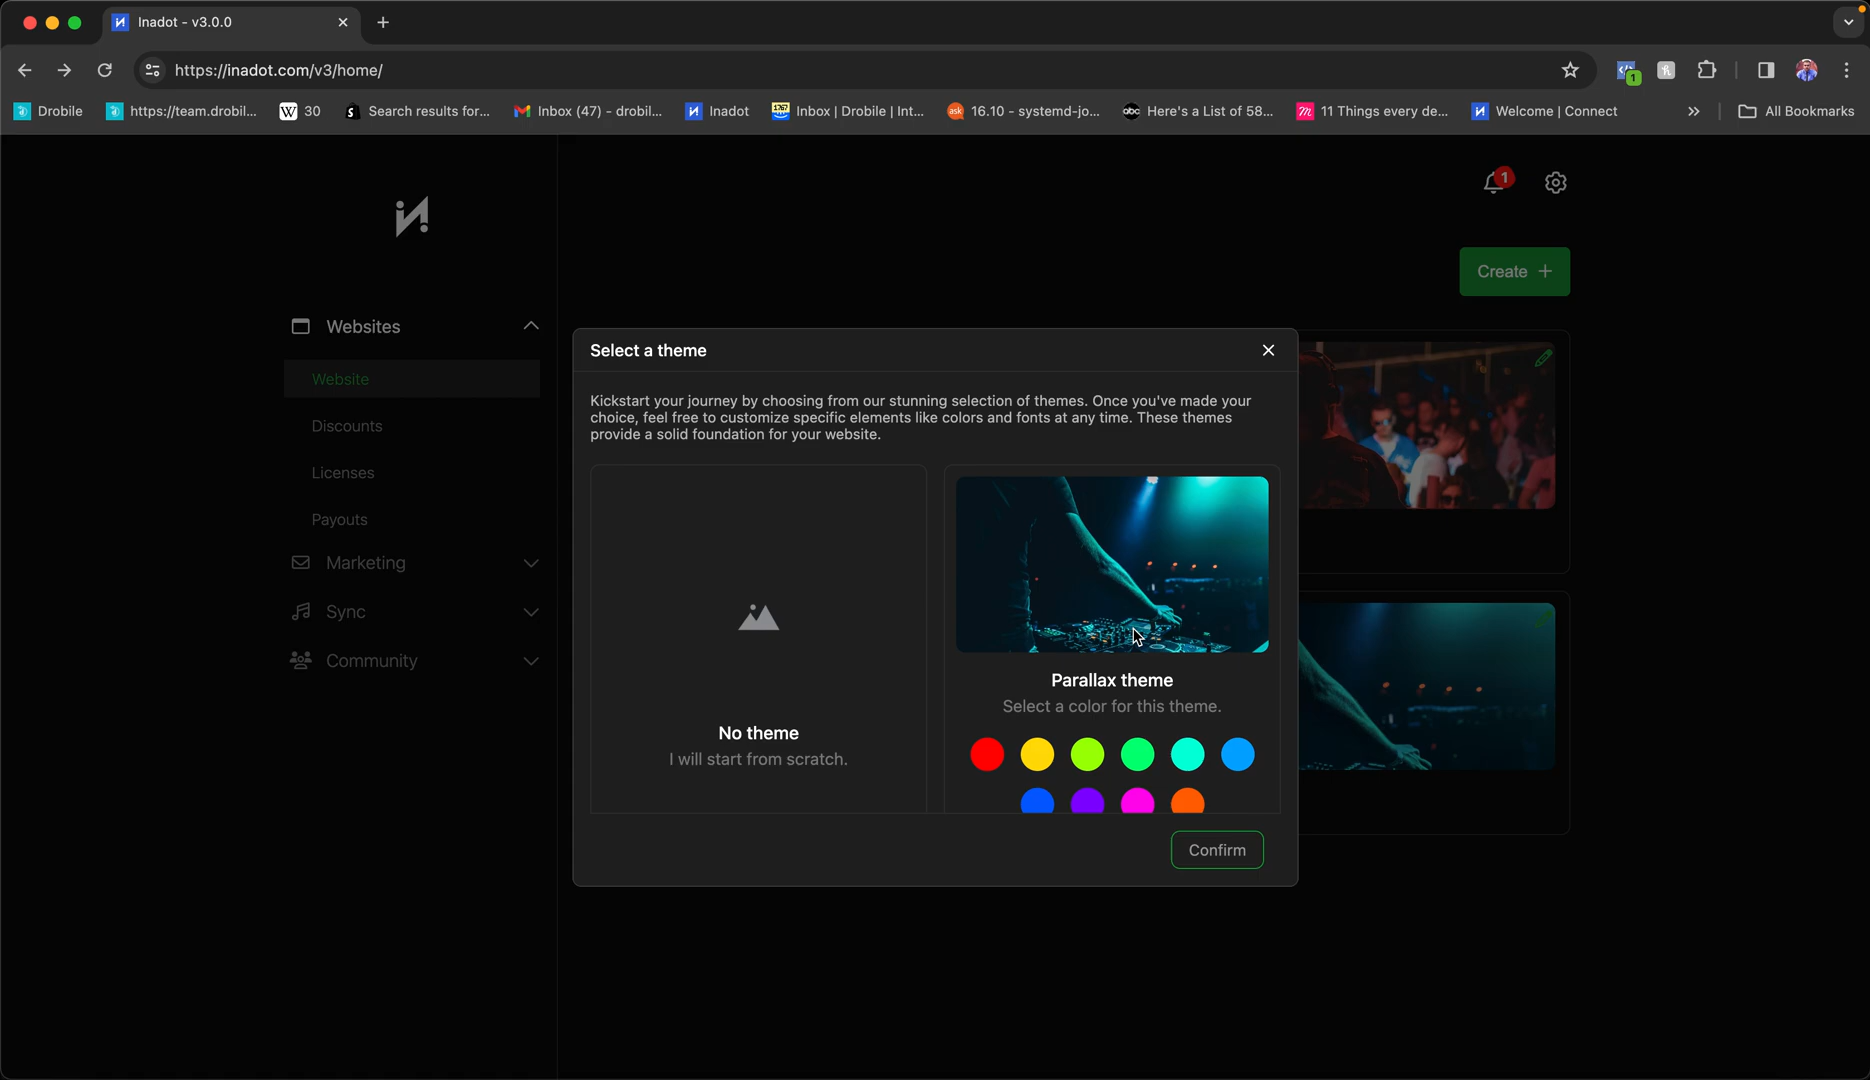 Inadot - v3.0.0
https://inadot.com/v3/home/
1
Drobile
https://team.drobil...
W 30
Search results for...
Inbox (47) - drobil...
Inadot
Inbox | Drobile | Int...
ask 16.10 - systemd-jo...
abc Here's a List of 58...
m 11 Things every de...
Welcome | Connect
All Bookmarks
1
Create +
Websites
Website
Discounts
Licenses
Payouts
Marketing
Sync
Community
Select a theme
Kickstart your journey by choosing from our stunning selection of themes. Once you've made your
choice, feel free to customize specific elements like colors and fonts at any time. These themes
provide a solid foundation for your website.
No theme
I will start from scratch.
Parallax theme
Select a color for this theme.
Confirm